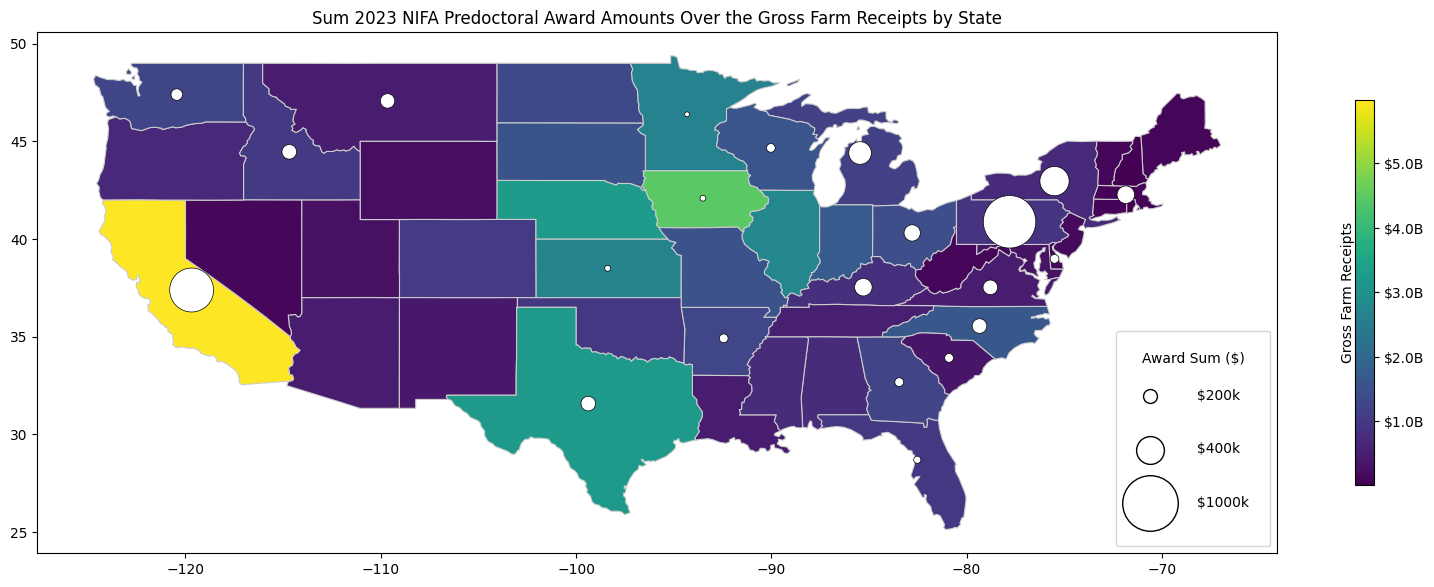 Sum 2023 NIFA Predoctoral Award Amounts Over the Gross Farm Receipts by State
50
45
40
35
30
25
−120
−110
−100
−90
−80
−70
Award Sum ($)
$200k
$400k
$1000k
Gross Farm Receipts
$5.0B
$4.0B
$3.0B
$2.0B
$1.0B